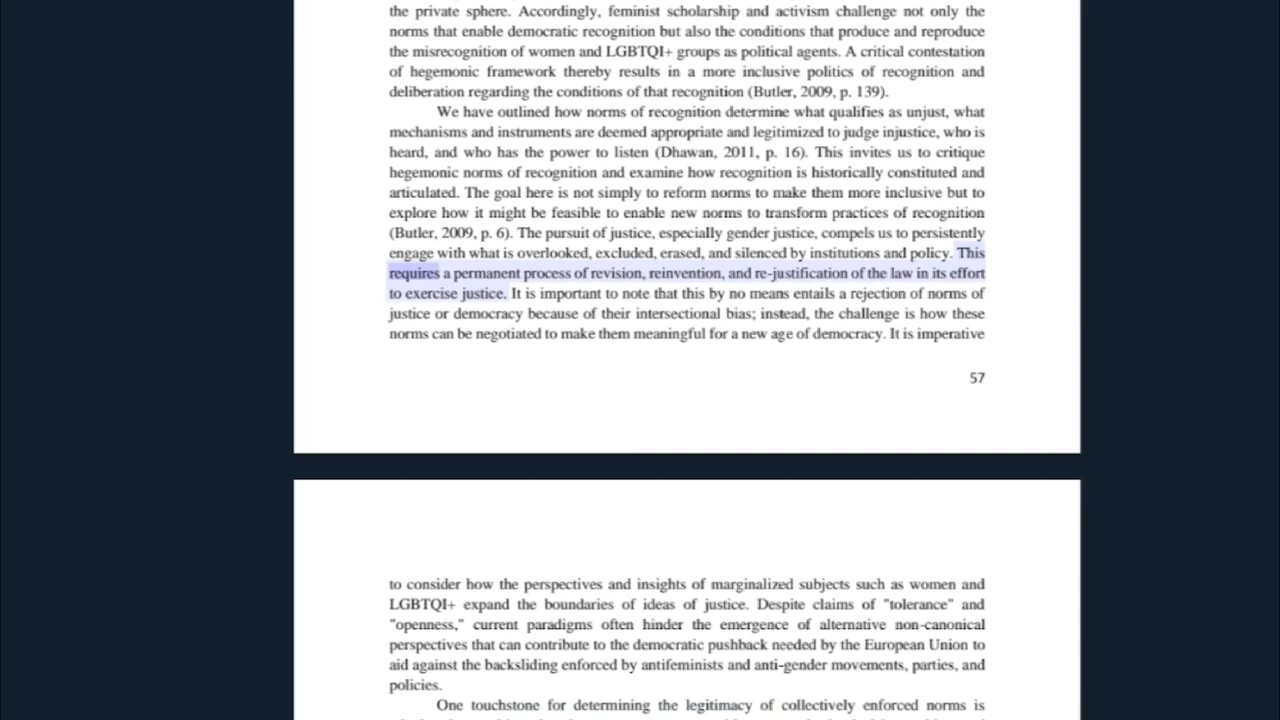 the private sphere. Accordingly, feminist scholarship and activism challenge not only the
norms that enable democratic recognition but also the conditions that produce and reproduce
the misrecognition of women and LGBTQI+ groups as political agents. A critical contestation
of hegemonic framework thereby results in a more inclusive politics of recognition and
deliberation regarding the conditions of that recognition (Butler, 2009, p. 139).
We have outlined how norms of recognition determine what qualifies as unjust, what
mechanisms and instruments are deemed appropriate and legitimized to judge injustice, who is
heard, and who has the power to listen (Dhawan, 2011, p. 16). This invites us to critique
hegemonic norms of recognition and examine how recognition is historically constituted and
articulated. The goal here is not simply to reform norms to make them more inclusive but to
explore how it might be feasible to enable new norms to transform practices of recognition
(Butler, 2009, p. 6). The pursuit of justice, especially gender justice, compels us to persistently
engage with what is overlooked, excluded, erased, and silenced by institutions and policy. This
requires a permanent process of revision, reinvention, and re-justification of the law in its effort
to exercise justice. It is important to note that this by no means entails a rejection of norms of
justice or democracy because of their intersectional bias; instead, the challenge is how these
norms can be negotiated to make them meaningful for a new age of democracy. It is imperative
57
to consider how the perspectives and insights of marginalized subjects such as women and
LGBTQI+ expand the boundaries of ideas of justice. Despite claims of "tolerance" and
"openness," current paradigms often hinder the emergence of alternative non-canonical
perspectives that can contribute to the democratic pushback needed by the European Union to
aid against the backsliding enforced by antifeminists and anti-gender movements, parties, and
policies.
One touchstone for determining the legitimacy of collectively enforced norms is